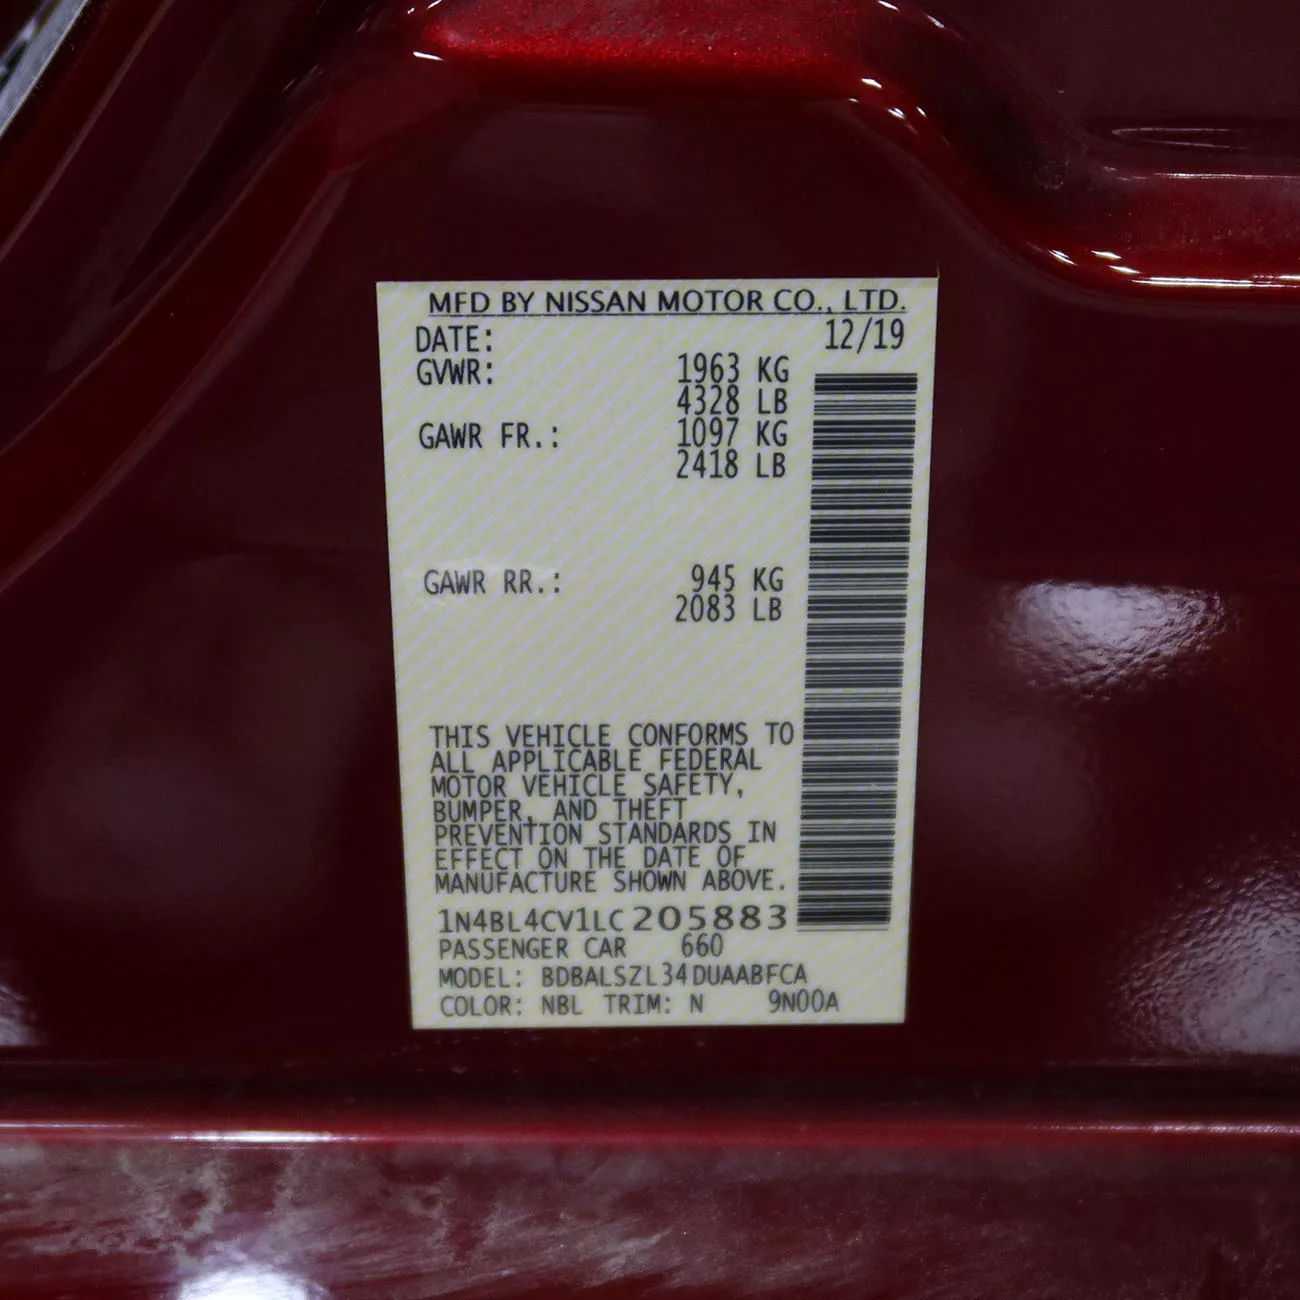 MFD BY NISSAN MOTOR CO., LTD.
DATE: 12/19
GVWR: 1963 KG
4328 LB
GAWR FR.: 1097 KG
2418 LB
GAWR RR.: 945 KG
2083 LB
THIS VEHICLE CONFORMS TO
ALL APPLICABLE FEDERAL
MOTOR VEHICLE SAFETY,
BUMPER, AND THEFT
PREVENTION STANDARDS IN
EFFECT ON THE DATE OF
MANUFACTURE SHOWN ABOVE.
1N4BL4CV1LC205883
PASSENGER CAR 660
MODEL: BDBALSZL34DUAABFCA
COLOR: NBL TRIM: N 9N00A